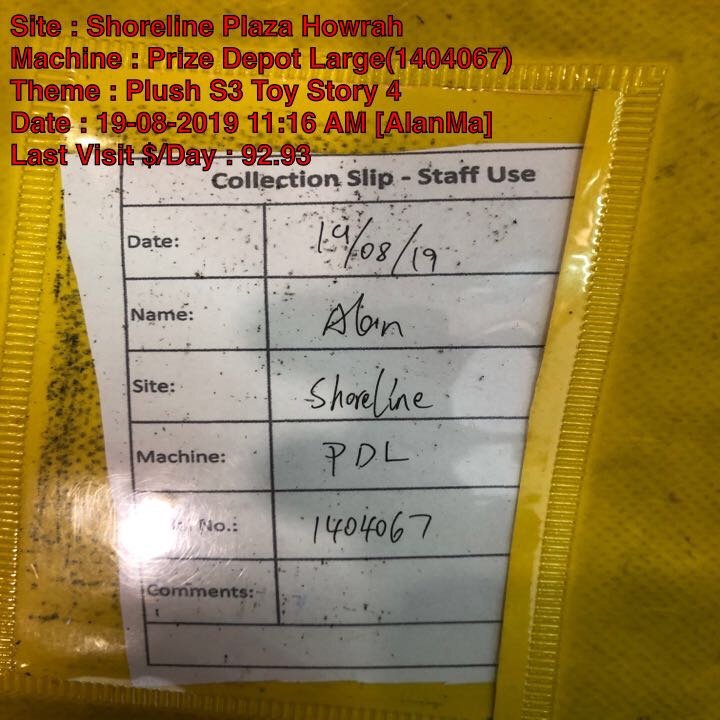 Site : Shoreline Plaza Howrah
Machine : Prize Depot Large(1404067)
Theme : Plush S3 Toy Story 4
Date : 19-08-2019 11:16 AM [AlanMa]
Last Visit $/Day : 92.93
Collection Slip - Staff Use
Date: 19/08/19
Name: Alan
Site: Shoreline
Machine: PDL
No.: 1404067
Comments: